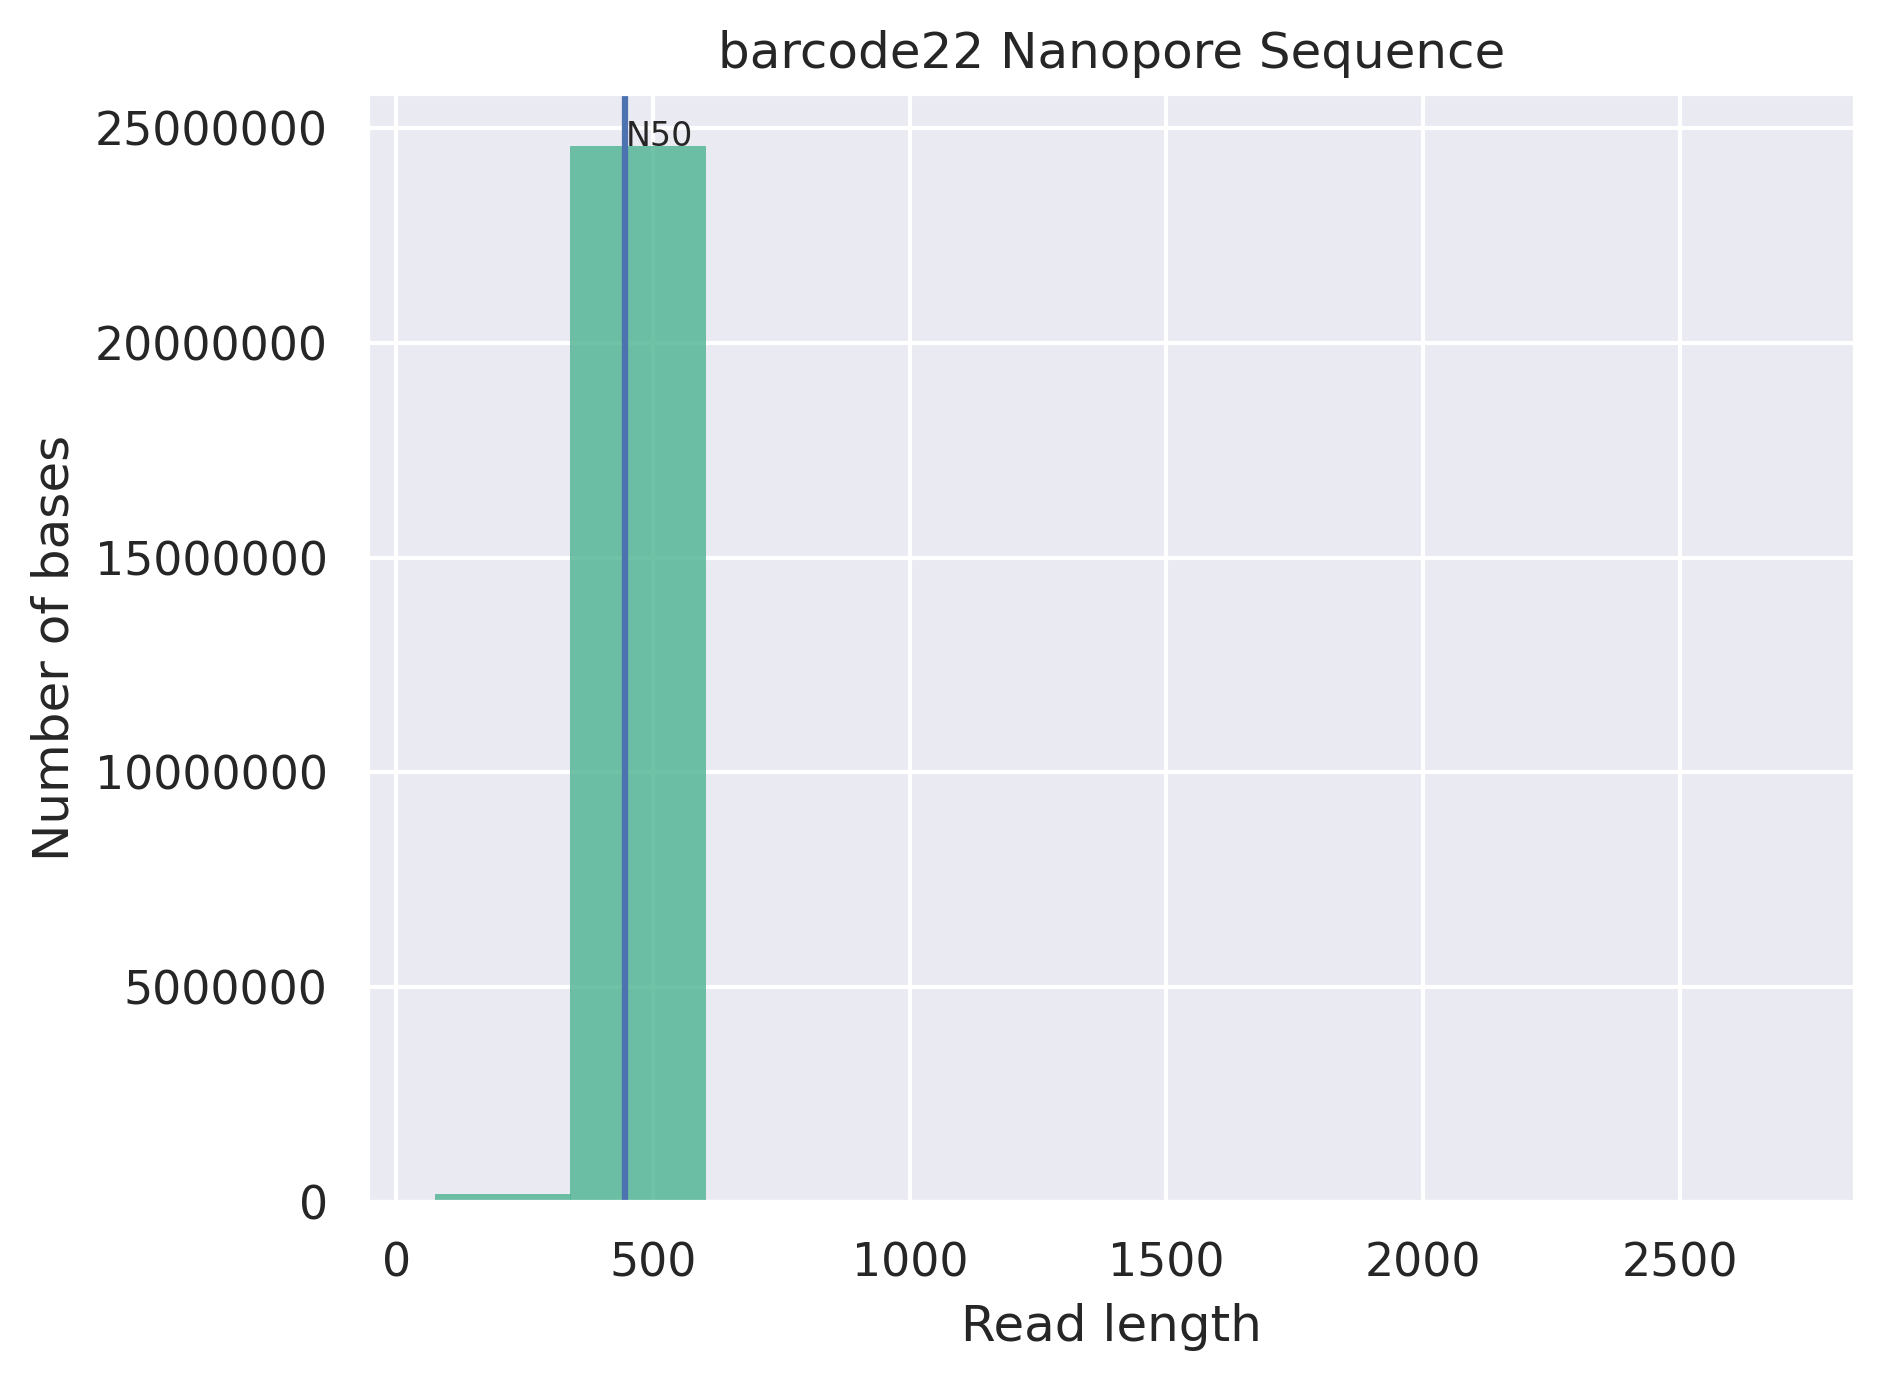 barcode22 Nanopore Sequence
25000000
20000000
15000000
10000000
5000000
0
Number of bases
N50
0 500 1000 1500 2000 2500
Read length